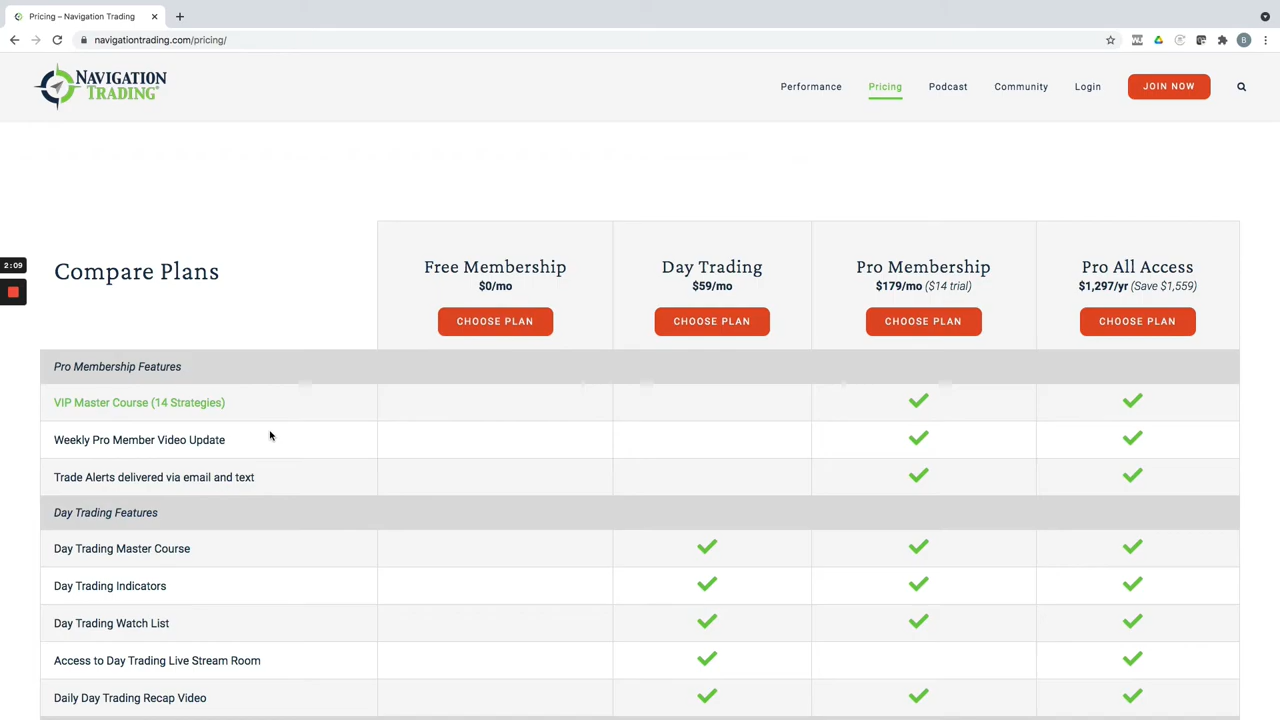 Pricing – Navigation Trading
navigationtrading.com/pricing/
B
NAVIGATION
TRADING®
Performance
Pricing
Podcast
Community
Login
JOIN NOW
2:09
Compare Plans
Free Membership
$0/mo
CHOOSE PLAN
Day Trading
$59/mo
CHOOSE PLAN
Pro Membership
$179/mo ($14 trial)
CHOOSE PLAN
Pro All Access
$1,297/yr (Save $1,559)
CHOOSE PLAN
Pro Membership Features
VIP Master Course (14 Strategies)
Weekly Pro Member Video Update
Trade Alerts delivered via email and text
Day Trading Features
Day Trading Master Course
Day Trading Indicators
Day Trading Watch List
Access to Day Trading Live Stream Room
Daily Day Trading Recap Video